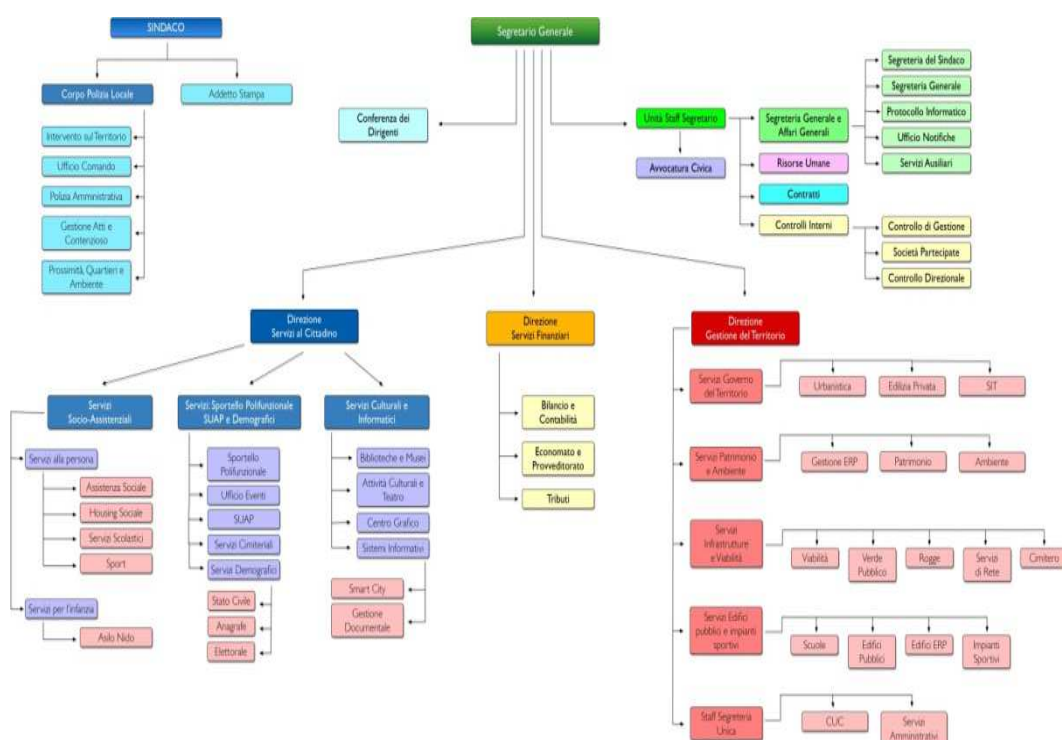 SINDACO
Corpo Polizia Locale
Addetto Stampa
Intervento sul Territorio
Ufficio Comando
Polizia Amministrativa
Gestione Atti e
Contenzioso
Prossimità, Quartieri e
Ambiente
Segretario Generale
Conferenza dei
Dirigenti
Unità Staff Segretario
Avvocatura Civica
Segreteria Generale e
Affari Generali
Risorse Umane
Contratti
Controlli Interni
Segreteria del Sindaco
Segreteria Generale
Protocollo Informatico
Ufficio Notifiche
Servizi Ausiliari
Controllo di Gestione
Società Partecipate
Controllo Direzionale
Direzione
Servizi al Cittadino
Servizi
Socio-Assistenziali
Servizi alla persona
Assistenza Sociale
Housing Sociale
Servizi Scolastici
Sport
Servizi per l'infanzia
Asilo Nido
Servizi Sportello Polifunzionale
SUAP e Demografici
Sportello
Polifunzionale
Ufficio Eventi
SUAP
Servizi Cimiteriali
Servizi Demografici
Stato Civile
Anagrafe
Elettorale
Servizi Culturali e
Informatici
Biblioteche e Musei
Attività Culturali e
Teatro
Centro Grafico
Sistemi Informativi
Smart City
Gestione
Documentale
Direzione
Servizi Finanziari
Bilancio e
Contabilità
Economato e
Provveditorato
Tributi
Direzione
Gestione del Territorio
Servizi Governo
del Territorio
Urbanistica
Edilizia Privata
SIT
Servizi Patrimonio
e Ambiente
Gestione ERP
Patrimonio
Ambiente
Servizi
Infrastrutture
e Viabilità
Viabilità
Verde
Pubblico
Rogge
Servizi
di Rete
Cimitero
Servizi Edifici
pubblici e impianti
sportivi
Scuole
Edifici
Pubblici
Edifici ERP
Impianti
Sportivi
Staff Segreteria
Unica
CUC
Servizi
Amministrativi